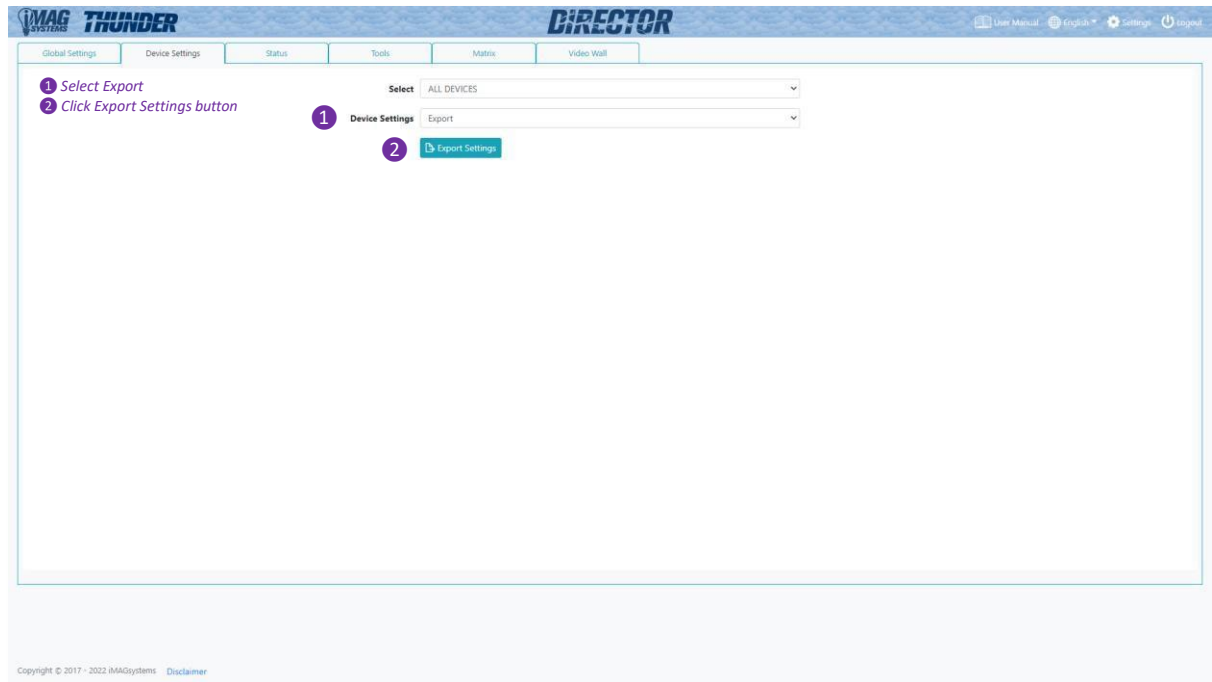 iMAG SYSTEMS THUNDER DiRECTOR User Manual English Settings Logout
Global Settings Device Settings Status Tools Matrix Video Wall
1 Select Export
2 Click Export Settings button
Select ALL DEVICES
1 Device Settings Export
2 Export Settings
Copyright © 2017 - 2022 iMAGsystems Disclaimer